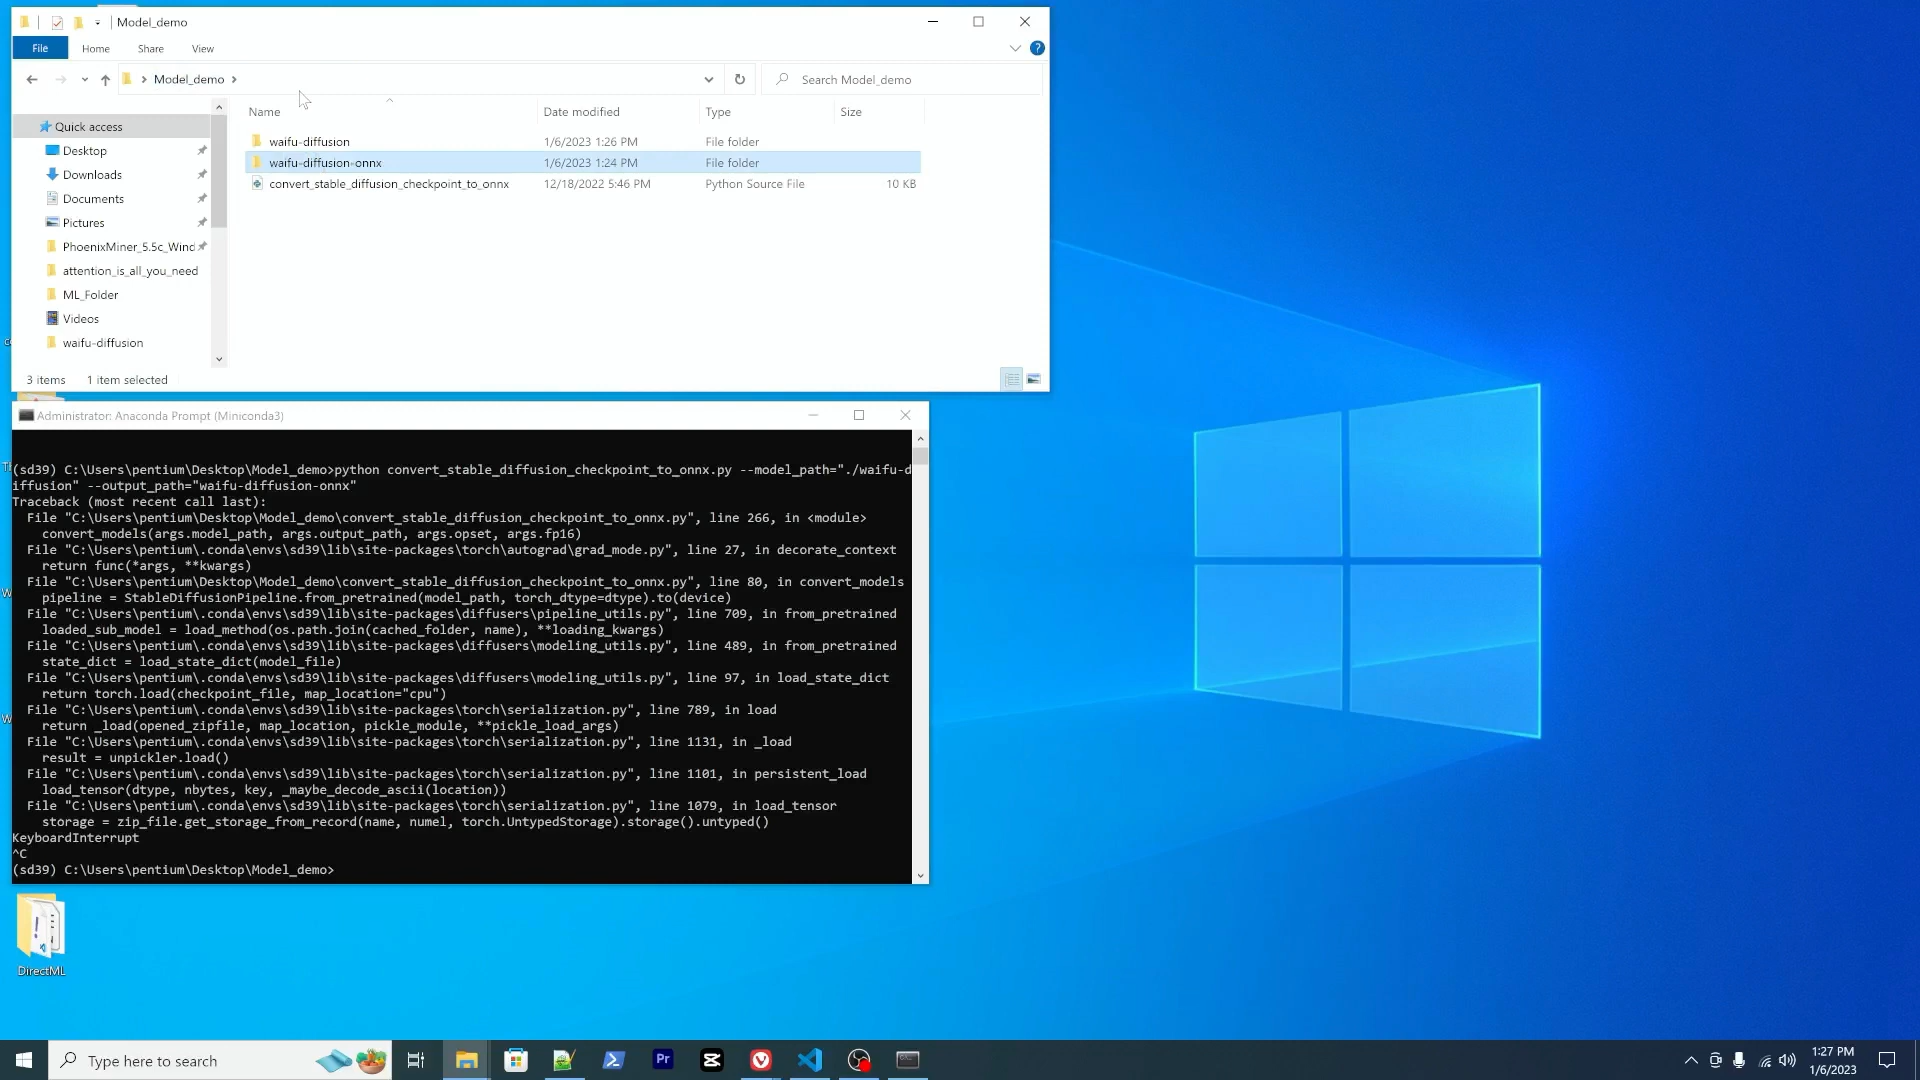 Model_demo
File
Home
Share
View
Model_demo
Search Model_demo
Name
Date modified
Type
Size
Quick access
Desktop
Downloads
Documents
Pictures
PhoenixMiner_5.5c_Wind
attention_is_all_you_need
ML_Folder
Videos
waifu-diffusion
waifu-diffusion 1/6/2023 1:26 PM File folder
waifu-diffusion-onnx 1/6/2023 1:24 PM File folder
convert_stable_diffusion_checkpoint_to_onnx 12/18/2022 5:46 PM Python Source File 10 KB
3 items 1 item selected
Administrator: Anaconda Prompt (Miniconda3)
(sd39) C:\Users\pentium\Desktop\Model_demo>python convert_stable_diffusion_checkpoint_to_onnx.py --model_path="./waifu-d
iffusion" --output_path="waifu-diffusion-onnx"
Traceback (most recent call last):
File "C:\Users\pentium\Desktop\Model_demo\convert_stable_diffusion_checkpoint_to_onnx.py", line 266, in <module>
convert_models(args.model_path, args.output_path, args.opset, args.fp16)
File "C:\Users\pentium\.conda\envs\sd39\lib\site-packages\torch\autograd\grad_mode.py", line 27, in decorate_context
return func(*args, **kwargs)
File "C:\Users\pentium\Desktop\Model_demo\convert_stable_diffusion_checkpoint_to_onnx.py", line 80, in convert_models
pipeline = StableDiffusionPipeline.from_pretrained(model_path, torch_dtype=dtype).to(device)
File "C:\Users\pentium\.conda\envs\sd39\lib\site-packages\diffusers\pipeline_utils.py", line 709, in from_pretrained
loaded_sub_model = load_method(os.path.join(cached_folder, name), **loading_kwargs)
File "C:\Users\pentium\.conda\envs\sd39\lib\site-packages\diffusers\modeling_utils.py", line 489, in from_pretrained
state_dict = load_state_dict(model_file)
File "C:\Users\pentium\.conda\envs\sd39\lib\site-packages\diffusers\modeling_utils.py", line 97, in load_state_dict
return torch.load(checkpoint_file, map_location="cpu")
File "C:\Users\pentium\.conda\envs\sd39\lib\site-packages\torch\serialization.py", line 789, in load
return _load(opened_zipfile, map_location, pickle_module, **pickle_load_args)
File "C:\Users\pentium\.conda\envs\sd39\lib\site-packages\torch\serialization.py", line 1131, in _load
result = unpickler.load()
File "C:\Users\pentium\.conda\envs\sd39\lib\site-packages\torch\serialization.py", line 1101, in persistent_load
load_tensor(dtype, nbytes, key, _maybe_decode_ascii(location))
File "C:\Users\pentium\.conda\envs\sd39\lib\site-packages\torch\serialization.py", line 1079, in load_tensor
storage = zip_file.get_storage_from_record(name, numel, torch.UntypedStorage).storage().untyped()
KeyboardInterrupt
^C
(sd39) C:\Users\pentium\Desktop\Model_demo>
DirectML
Type here to search
Pr
1:27 PM
1/6/2023